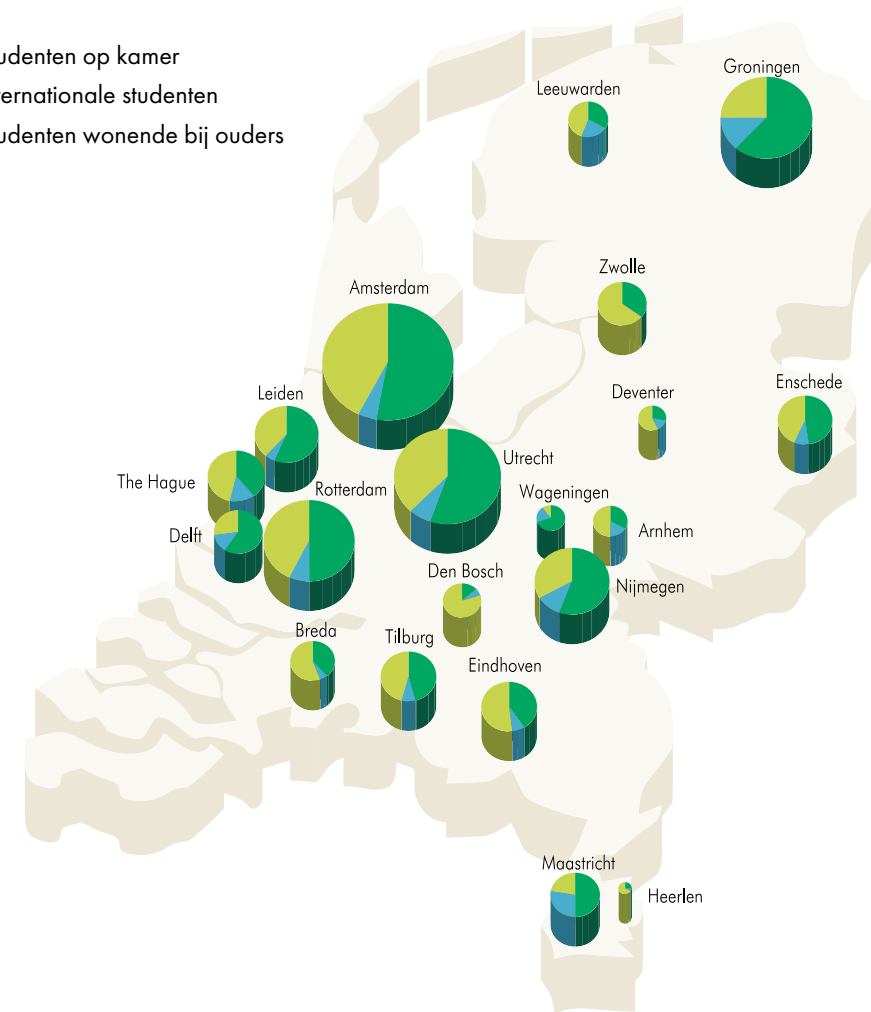 udenten op kamer
ternationale studenten
udenten wonende bij ouders
Groningen
Leeuwarden
Zwolle
Amsterdam
Deventer
Enschede
Leiden
Utrecht
The Hague
Rotterdam
Wageningen
Delft
Arnhem
Den Bosch
Nijmegen
Breda
Tilburg
Eindhoven
Maastricht
Heerlen